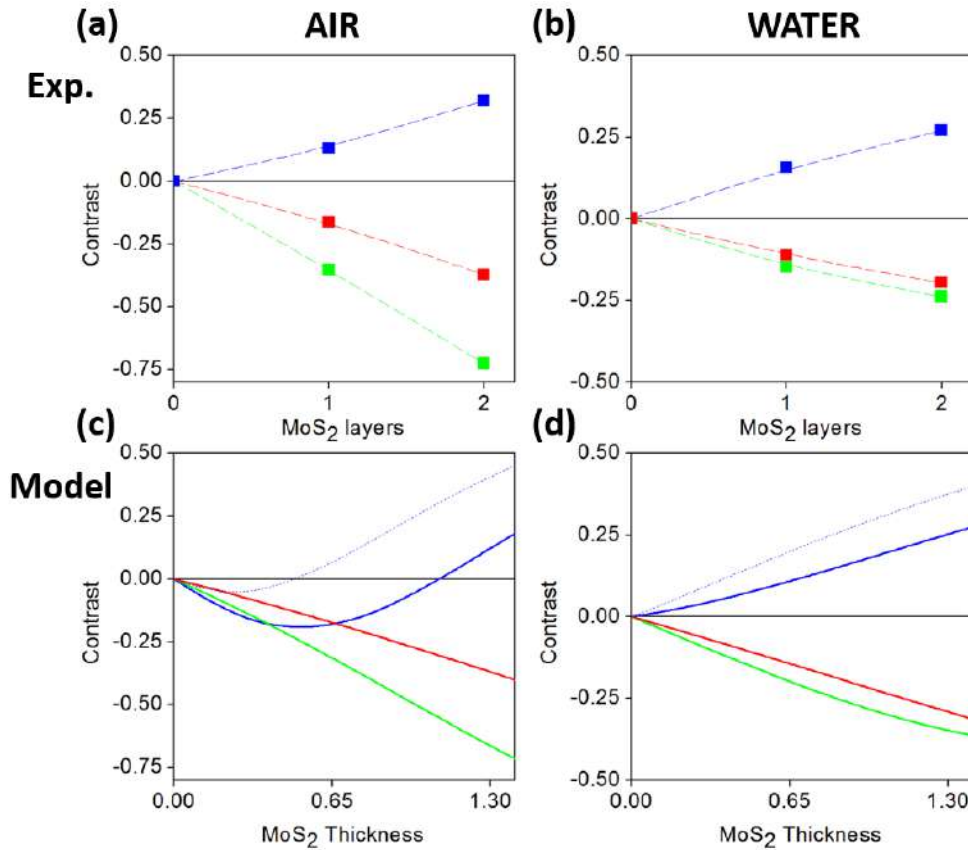 (a) AIR
(b) WATER
Exp.
0.50
0.25
0.00
-0.25
-0.50
-0.75
Contrast
0 1 2
MoS2 layers
0.50
0.25
0.00
-0.25
-0.50
Contrast
0 1 2
MoS2 layers
(c)
(d)
Model
0.50
0.25
0.00
-0.25
-0.50
-0.75
Contrast
0.00 0.65 1.30
MoS2 Thickness
0.50
0.25
0.00
-0.25
-0.50
Contrast
0.00 0.65 1.30
MoS2 Thickness